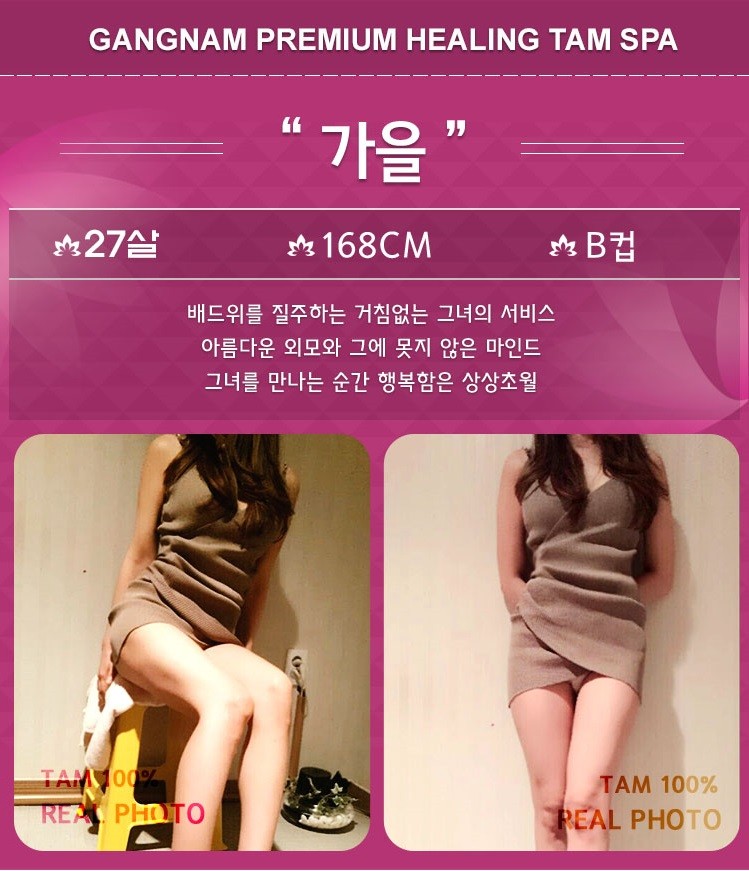 GANGNAM PREMIUM HEALING TAM SPA
“ 가을 ”
27살
168CM
B컵
배드위를 질주하는 거침없는 그녀의 서비스
아름다운 외모와 그에 못지 않은 마인드
그녀를 만나는 순간 행복함은 상상초월
TAM 100%
REAL PHOTO
TAM 100%
REAL PHOTO